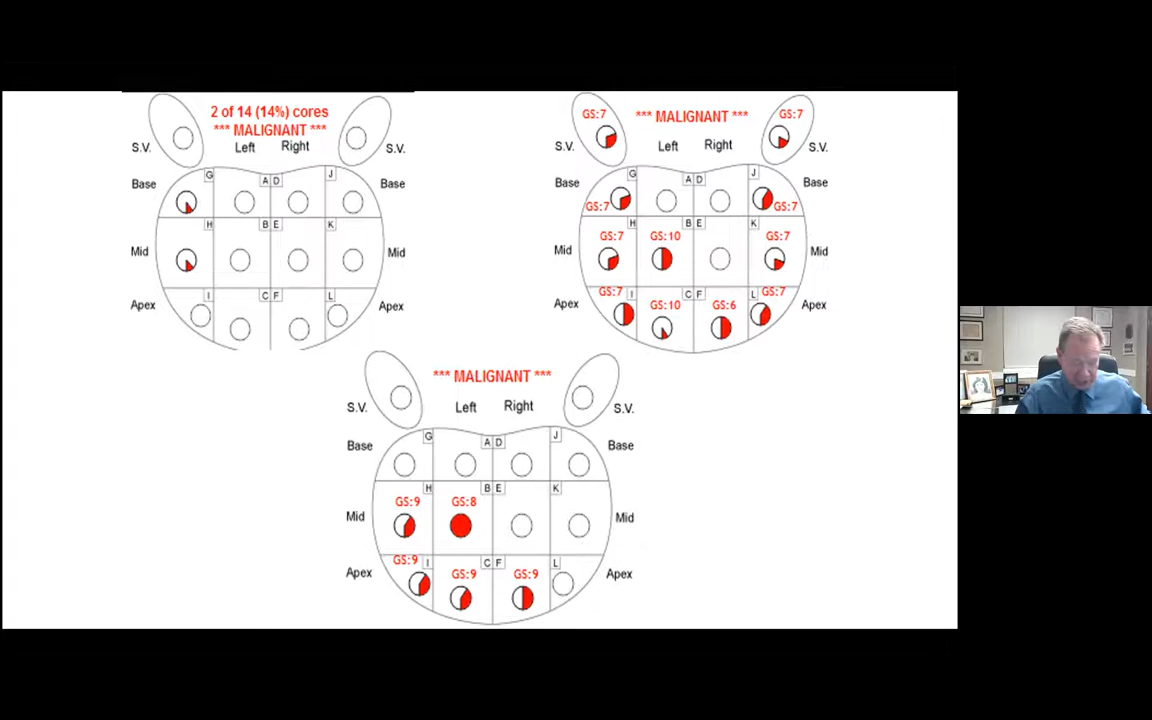 2 of 14 (14%) cores
*** MALIGNANT ***
Left Right
S.V. S.V.
Base G A D J Base
Mid H B E K Mid
Apex I C F L Apex
GS:7 *** MALIGNANT *** GS:7
Left Right
S.V. S.V.
Base G A D J Base
GS:7 GS:7
H B E K
Mid GS:7 GS:10 GS:7 Mid
Apex GS:7 I C F L GS:7 Apex
GS:10 GS:6
*** MALIGNANT ***
Left Right
S.V. S.V.
Base G A D J Base
H B E K
GS:9 GS:8
Mid Mid
GS:9 I C F L
Apex GS:9 GS:9 Apex